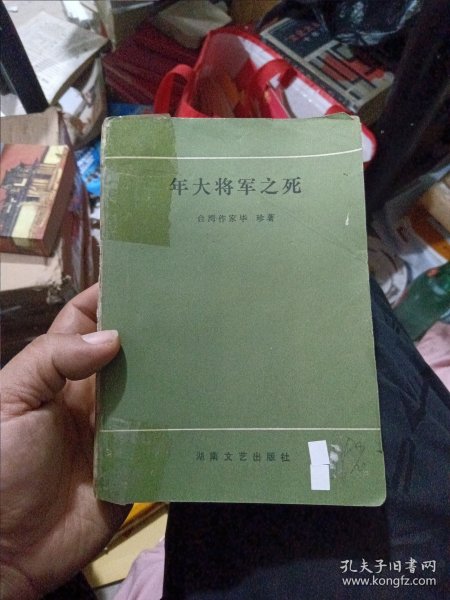 年大将军之死
台湾作家毕 珍著
湖南文艺出版社
孔夫子旧书网
www.kongfz.com